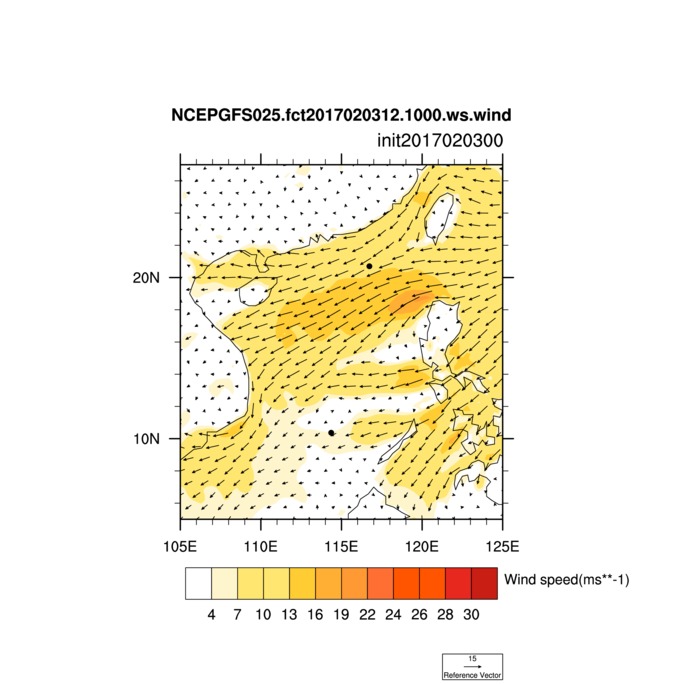 NCEPGFS025.fct2017020312.1000.ws.wind
init2017020300
20N
10N
105E 110E 115E 120E 125E
Wind speed(ms**-1)
4 7 10 13 16 19 22 24 26 28 30
15
Reference Vector